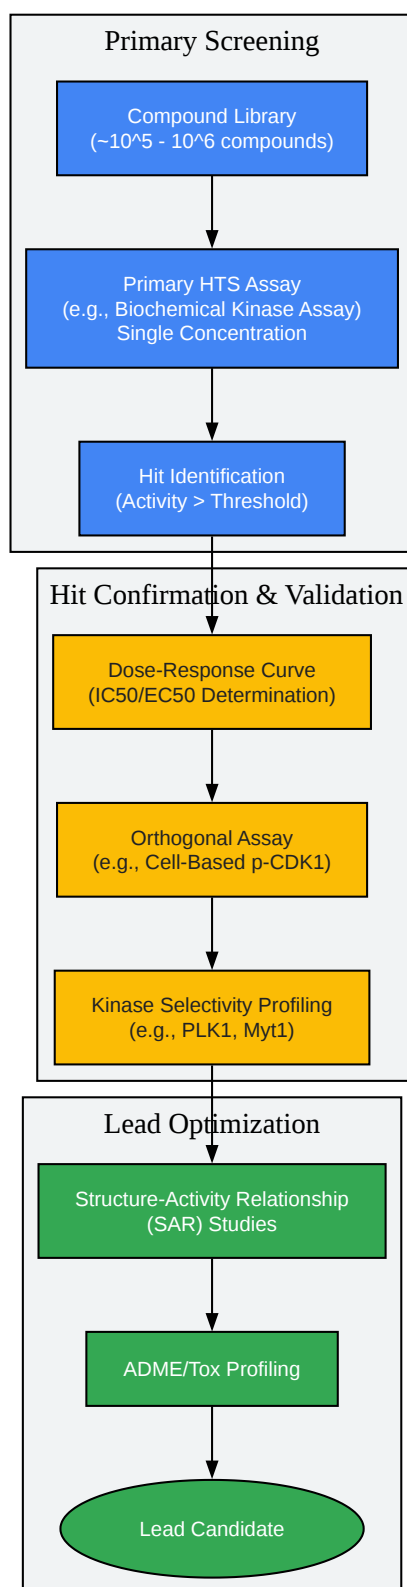 Primary Screening
Compound Library
(~10^5 - 10^6 compounds)
Primary HTS Assay
(e.g., Biochemical Kinase Assay)
Single Concentration
Hit Identification
(Activity > Threshold)
Hit Confirmation & Validation
Dose-Response Curve
(IC50/EC50 Determination)
Orthogonal Assay
(e.g., Cell-Based p-CDK1)
Kinase Selectivity Profiling
(e.g., PLK1, Myt1)
Lead Optimization
Structure-Activity Relationship
(SAR) Studies
ADME/Tox Profiling
Lead Candidate